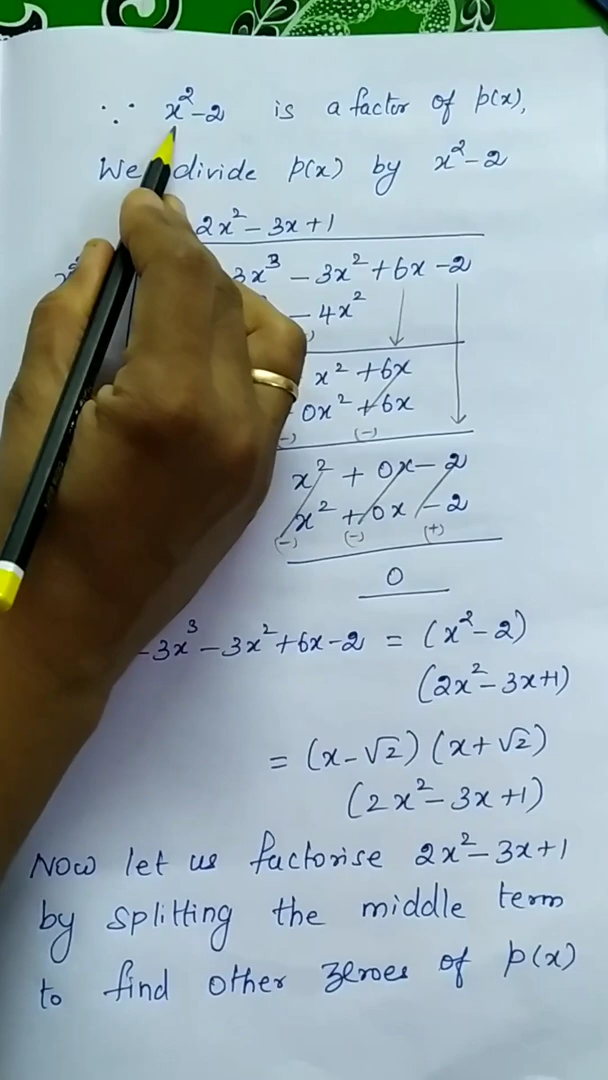 ∵ x²-2 is a factor of p(x),
We divide p(x) by x²-2
2x² - 3x + 1
3x³ - 3x² + 6x - 2
- 4x²
x² + 6x
0x² + 6x
(-) (-)
x² + 0x - 2
x² + 0x - 2
(-) (-) (+)
0
-3x³ - 3x² + 6x - 2 = (x²-2)
(2x²-3x+1)
= (x-√2) (x+√2)
(2x²-3x+1)
Now let us factorise 2x²-3x+1
by splitting the middle term
to find other zeroes of p(x)